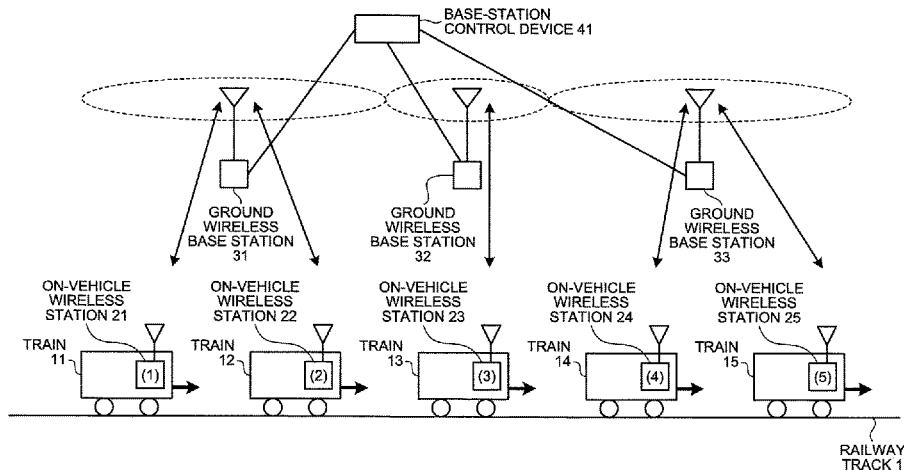 BASE-STATION
CONTROL DEVICE 41
GROUND
WIRELESS
BASE STATION
31
GROUND
WIRELESS
BASE STATION
32
GROUND
WIRELESS
BASE STATION
33
ON-VEHICLE
WIRELESS
STATION 21
ON-VEHICLE
WIRELESS
STATION 22
ON-VEHICLE
WIRELESS
STATION 23
ON-VEHICLE
WIRELESS
STATION 24
ON-VEHICLE
WIRELESS
STATION 25
TRAIN
11
(1)
TRAIN
12
(2)
TRAIN
13
(3)
TRAIN
14
(4)
TRAIN
15
(5)
RAILWAY
TRACK 1